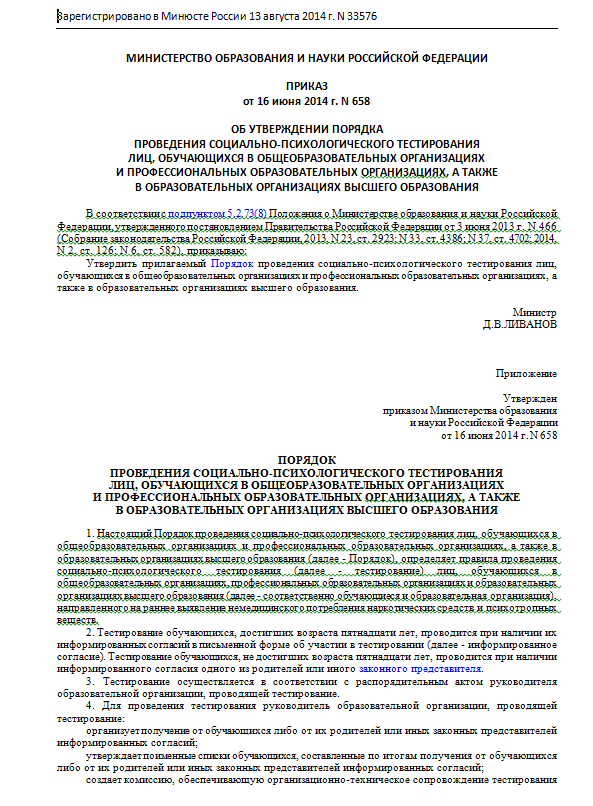 Зарегистрировано в Минюсте России 13 августа 2014 г. N 33576
МИНИСТЕРСТВО ОБРАЗОВАНИЯ И НАУКИ РОССИЙСКОЙ ФЕДЕРАЦИИ
ПРИКАЗ
от 16 июня 2014 г. N 658
ОБ УТВЕРЖДЕНИИ ПОРЯДКА
ПРОВЕДЕНИЯ СОЦИАЛЬНО-ПСИХОЛОГИЧЕСКОГО ТЕСТИРОВАНИЯ
ЛИЦ, ОБУЧАЮЩИХСЯ В ОБЩЕОБРАЗОВАТЕЛЬНЫХ ОРГАНИЗАЦИЯХ
И ПРОФЕССИОНАЛЬНЫХ ОБРАЗОВАТЕЛЬНЫХ ОРГАНИЗАЦИЯХ, А ТАКЖЕ
В ОБРАЗОВАТЕЛЬНЫХ ОРГАНИЗАЦИЯХ ВЫСШЕГО ОБРАЗОВАНИЯ
В соответствии с подпунктом 5.2.73(8) Положения о Министерстве образования и науки Российской
Федерации, утвержденного постановлением Правительства Российской Федерации от 3 июня 2013 г. N 466
(Собрание законодательства Российской Федерации, 2013, N 23, ст. 2923; N 33, ст. 4386; N 37, ст. 4702; 2014,
N 2, ст. 126; N 6, ст. 582), приказываю:
Утвердить прилагаемый Порядок проведения социально-психологического тестирования лиц,
обучающихся в общеобразовательных организациях и профессиональных образовательных организациях, а
также в образовательных организациях высшего образования.
Министр
Д.В.ЛИВАНОВ
Приложение
Утвержден
приказом Министерства образования
и науки Российской Федерации
от 16 июня 2014 г. N 658
ПОРЯДОК
ПРОВЕДЕНИЯ СОЦИАЛЬНО-ПСИХОЛОГИЧЕСКОГО ТЕСТИРОВАНИЯ
ЛИЦ, ОБУЧАЮЩИХСЯ В ОБЩЕОБРАЗОВАТЕЛЬНЫХ ОРГАНИЗАЦИЯХ
И ПРОФЕССИОНАЛЬНЫХ ОБРАЗОВАТЕЛЬНЫХ ОРГАНИЗАЦИЯХ, А ТАКЖЕ
В ОБРАЗОВАТЕЛЬНЫХ ОРГАНИЗАЦИЯХ ВЫСШЕГО ОБРАЗОВАНИЯ
1. Настоящий Порядок проведения социально-психологического тестирования лиц, обучающихся в
общеобразовательных организациях и профессиональных образовательных организациях, а также в
образовательных организациях высшего образования (далее - Порядок), определяет правила проведения
социально-психологического тестирования (далее - тестирование) лиц, обучающихся в
общеобразовательных организациях, профессиональных образовательных организациях и образовательных
организациях высшего образования (далее - соответственно обучающиеся и образовательная организация),
направленного на раннее выявление немедицинского потребления наркотических средств и психотропных
веществ.
2. Тестирование обучающихся, достигших возраста пятнадцати лет, проводится при наличии их
информированных согласий в письменной форме об участии в тестировании (далее - информированное
согласие). Тестирование обучающихся, не достигших возраста пятнадцати лет, проводится при наличии
информированного согласия одного из родителей или иного законного представителя.
3. Тестирование осуществляется в соответствии с распорядительным актом руководителя
образовательной организации, проводящей тестирование.
4. Для проведения тестирования руководитель образовательной организации, проводящей
тестирование:
организует получение от обучающихся либо от их родителей или иных законных представителей
информированных согласий;
утверждает поименные списки обучающихся, составленные по итогам получения от обучающихся
либо от их родителей или иных законных представителей информированных согласий;
создает комиссию, обеспечивающую организационно-техническое сопровождение тестирования